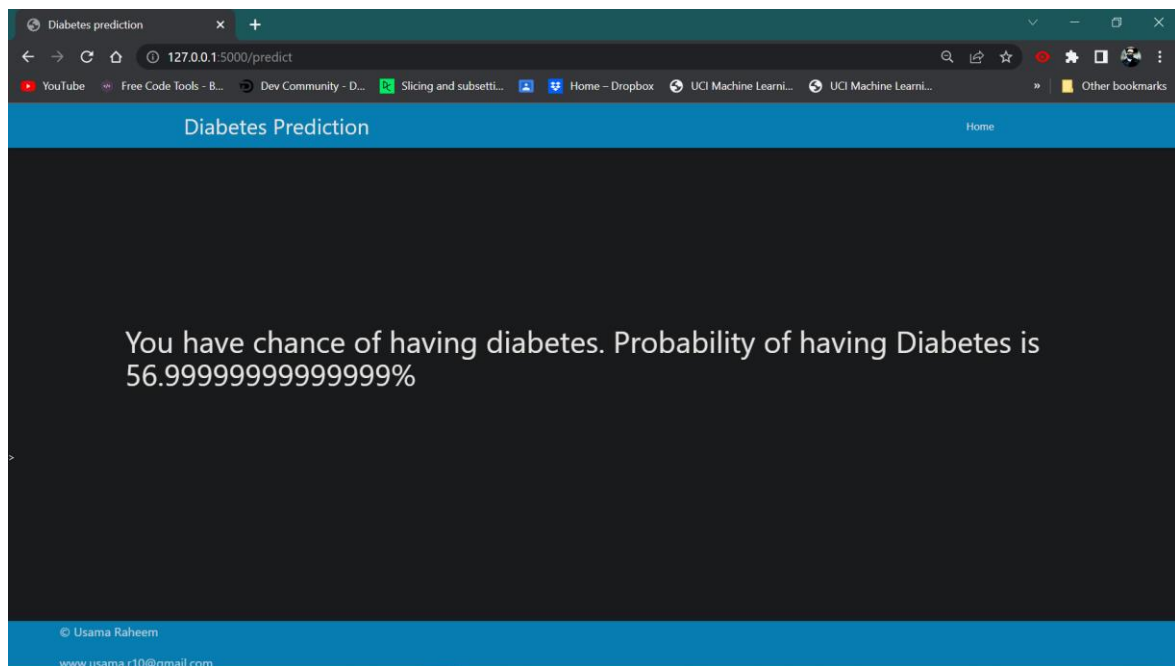 Diabetes prediction
127.0.0.1:5000/predict
YouTube Free Code Tools - B... Dev Community - D... Slicing and subsetti... Home – Dropbox UCI Machine Learni... UCI Machine Learni... » Other bookmarks
Diabetes Prediction Home
You have chance of having diabetes. Probability of having Diabetes is
56.99999999999999%
>
© Usama Raheem
www.usama.r10@gmail.com